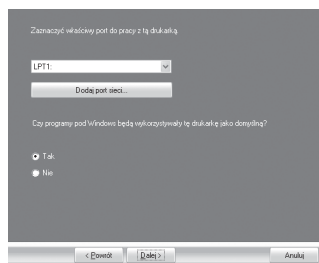 Zaznaczyć właściwy port do pracy z tą drukarką.
LPT1:
Dodaj port sieci...
Czy programy pod Windows będą wykorzystywały tę drukarkę jako domyślną?
Tak
Nie
< Powrót Dalej > Anuluj